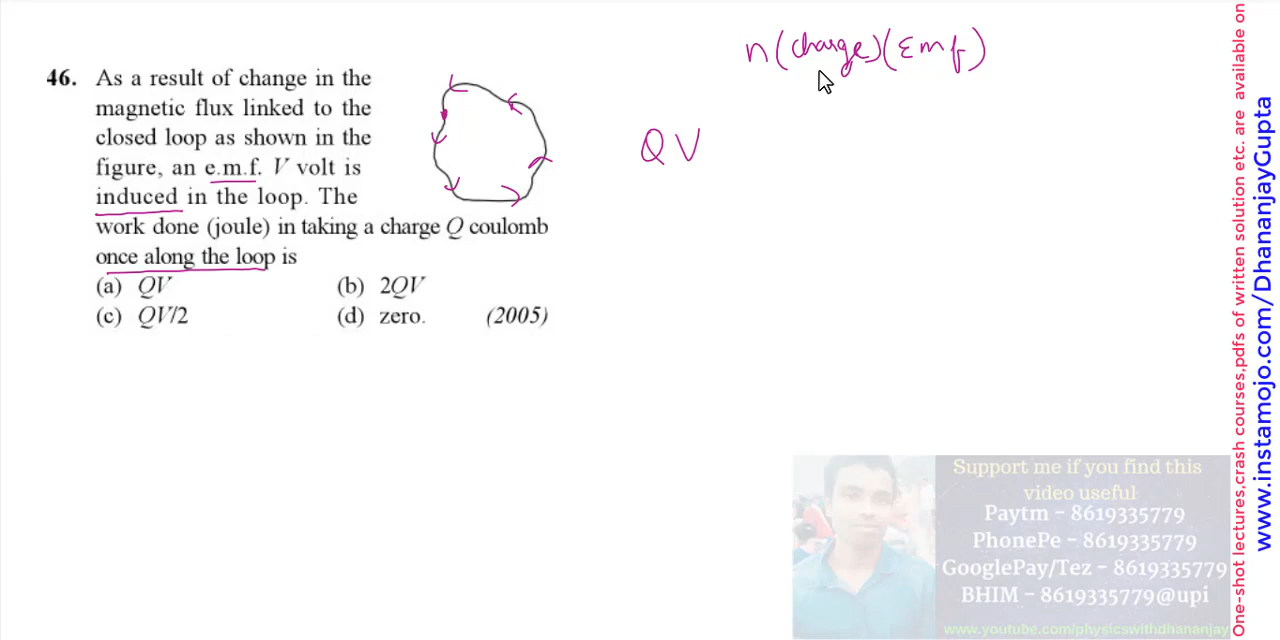 n (charge) (Emf)
46. As a result of change in the
magnetic flux linked to the
closed loop as shown in the
figure, an e.m.f. V volt is
induced in the loop. The
work done (joule) in taking a charge Q coulomb
once along the loop is
(a) QV (b) 2QV
(c) QV/2 (d) zero. (2005)
QV
Support me if you find this
video useful
Paytm - 8619335779
PhonePe - 8619335779
GooglePay/Tez - 8619335779
BHIM - 8619335779@upi
www.youtube.com/physicswithdhananjay
One-shot lectures,crash courses,pdfs of written solution etc. are available on
www.instamojo.com/DhananjayGupta